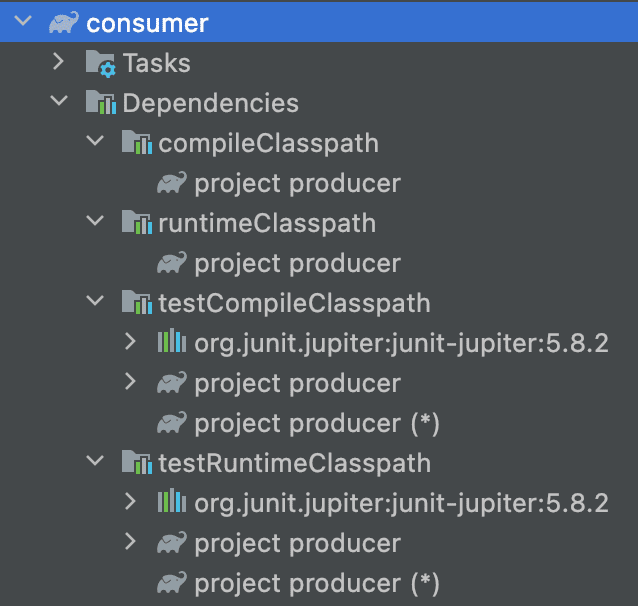 consumer
Tasks
Dependencies
compileClasspath
project producer
runtimeClasspath
project producer
testCompileClasspath
org.junit.jupiter:junit-jupiter:5.8.2
project producer
project producer (*)
testRuntimeClasspath
org.junit.jupiter:junit-jupiter:5.8.2
project producer
project producer (*)